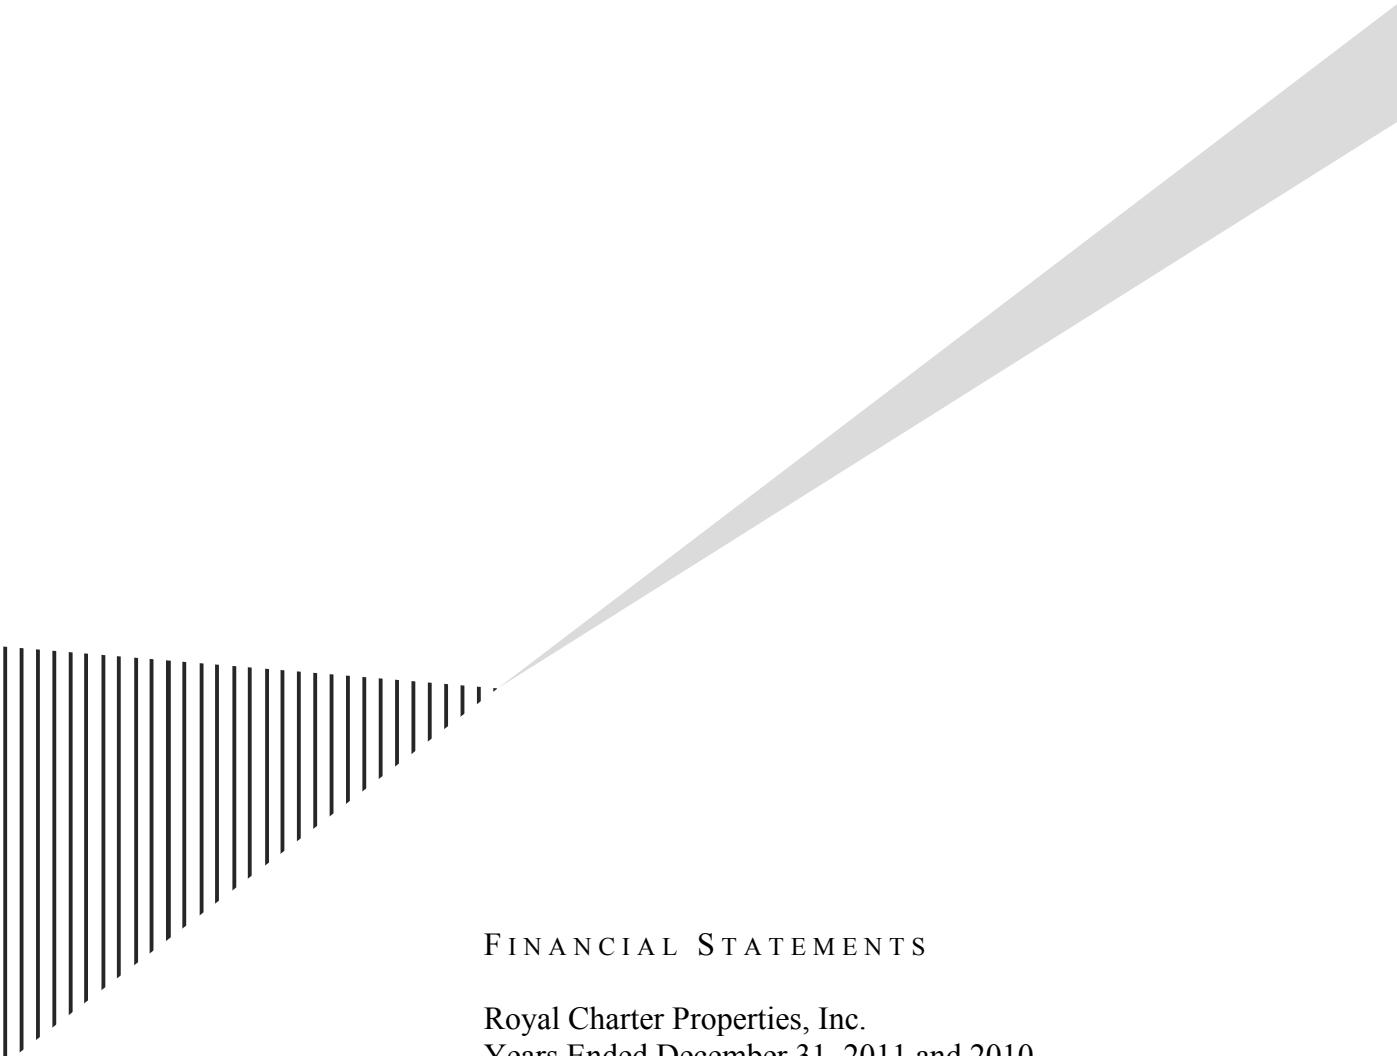 FINANCIAL STATEMENTS
Royal Charter Properties, Inc.
Years Ended December 31, 2011 and 2010